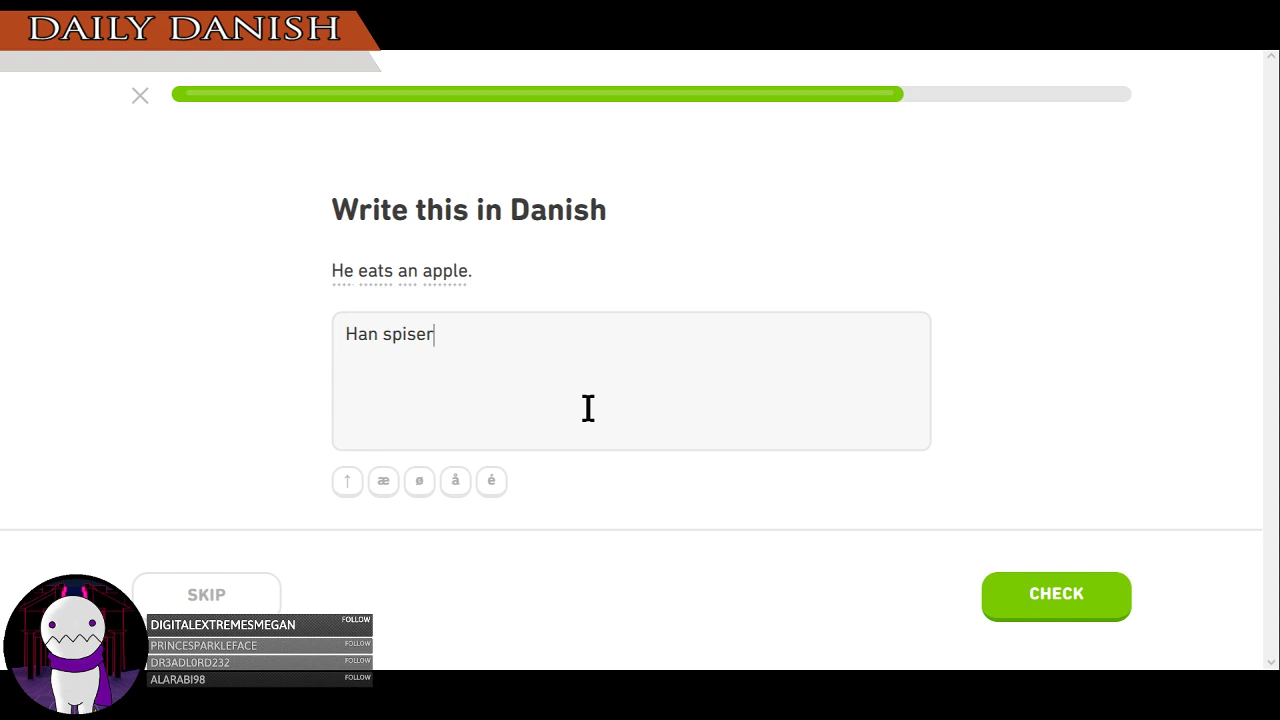 DAILY DANISH
Write this in Danish
He eats an apple.
Han spiser
↑ æ ø å é
SKIP
CHECK
DIGITALEXTREMESMEGAN FOLLOW
PRINCESPARKLEFACE FOLLOW
DR3ADL0RD232 FOLLOW
ALARABI98 FOLLOW